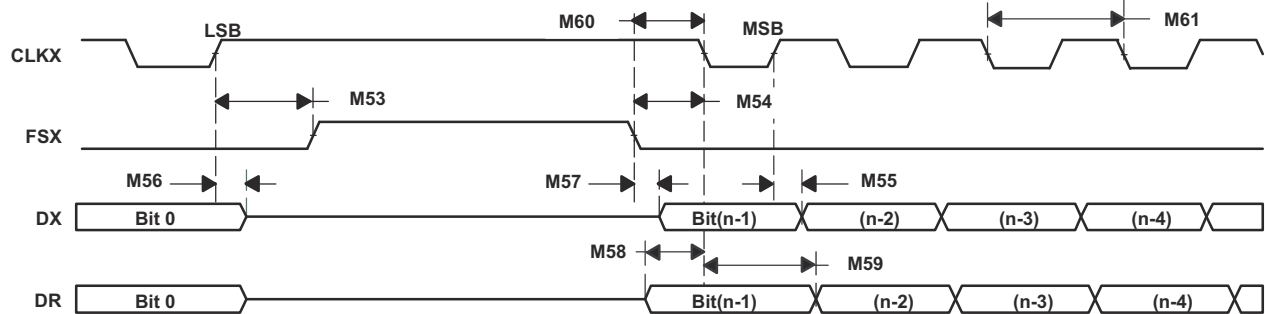 M60
M61
LSB
MSB
CLKX
M53
M54
FSX
M56
M57
M55
DX
Bit 0
Bit(n-1)
(n-2)
(n-3)
(n-4)
M58
M59
DR
Bit 0
Bit(n-1)
(n-2)
(n-3)
(n-4)